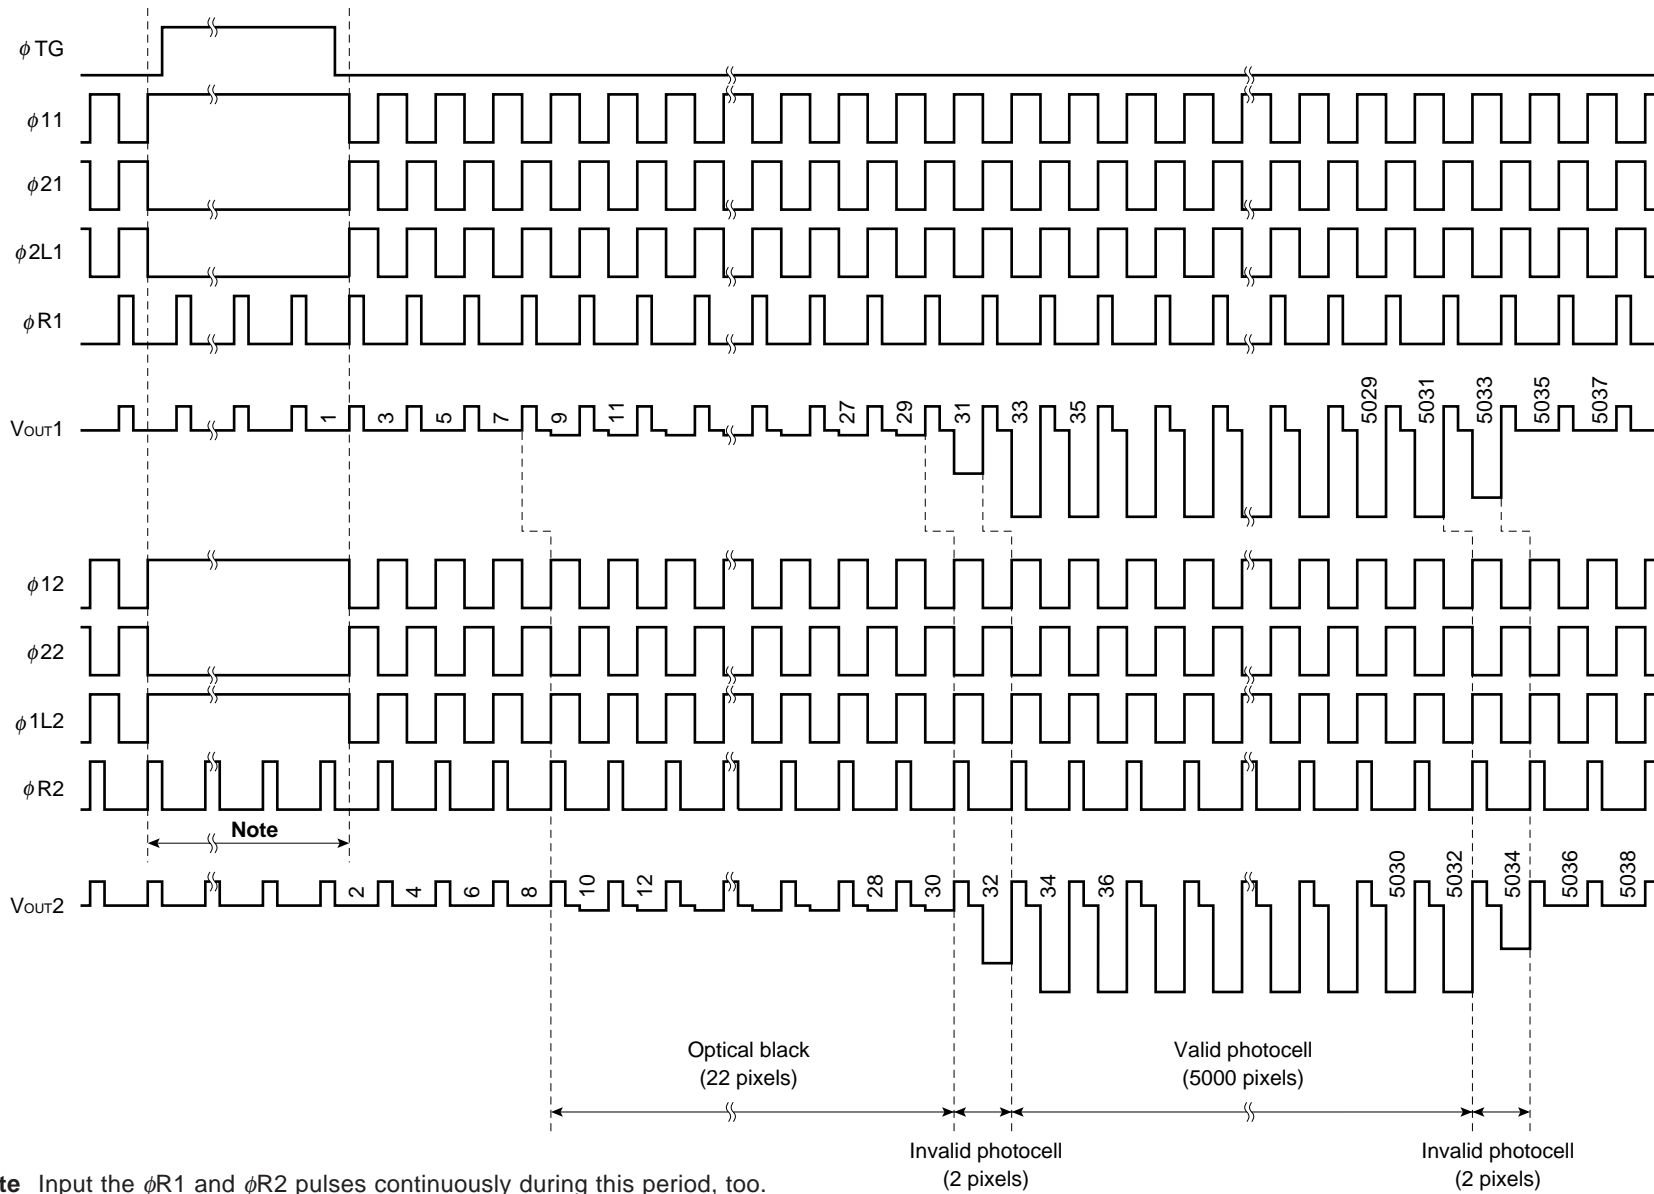 ϕTG
ϕ11
ϕ21
ϕ2L1
ϕR1
VOUT1 1 3 5 7 9 11 27 29 31 33 35 5029 5031 5033 5035 5037
ϕ12
ϕ22
ϕ1L2
ϕR2
Note
VOUT2 2 4 6 8 10 12 28 30 32 34 36 5030 5032 5034 5036 5038
Optical black
(22 pixels)
Valid photocell
(5000 pixels)
Invalid photocell
(2 pixels)
Invalid photocell
(2 pixels)
te Input the ϕR1 and ϕR2 pulses continuously during this period, too.